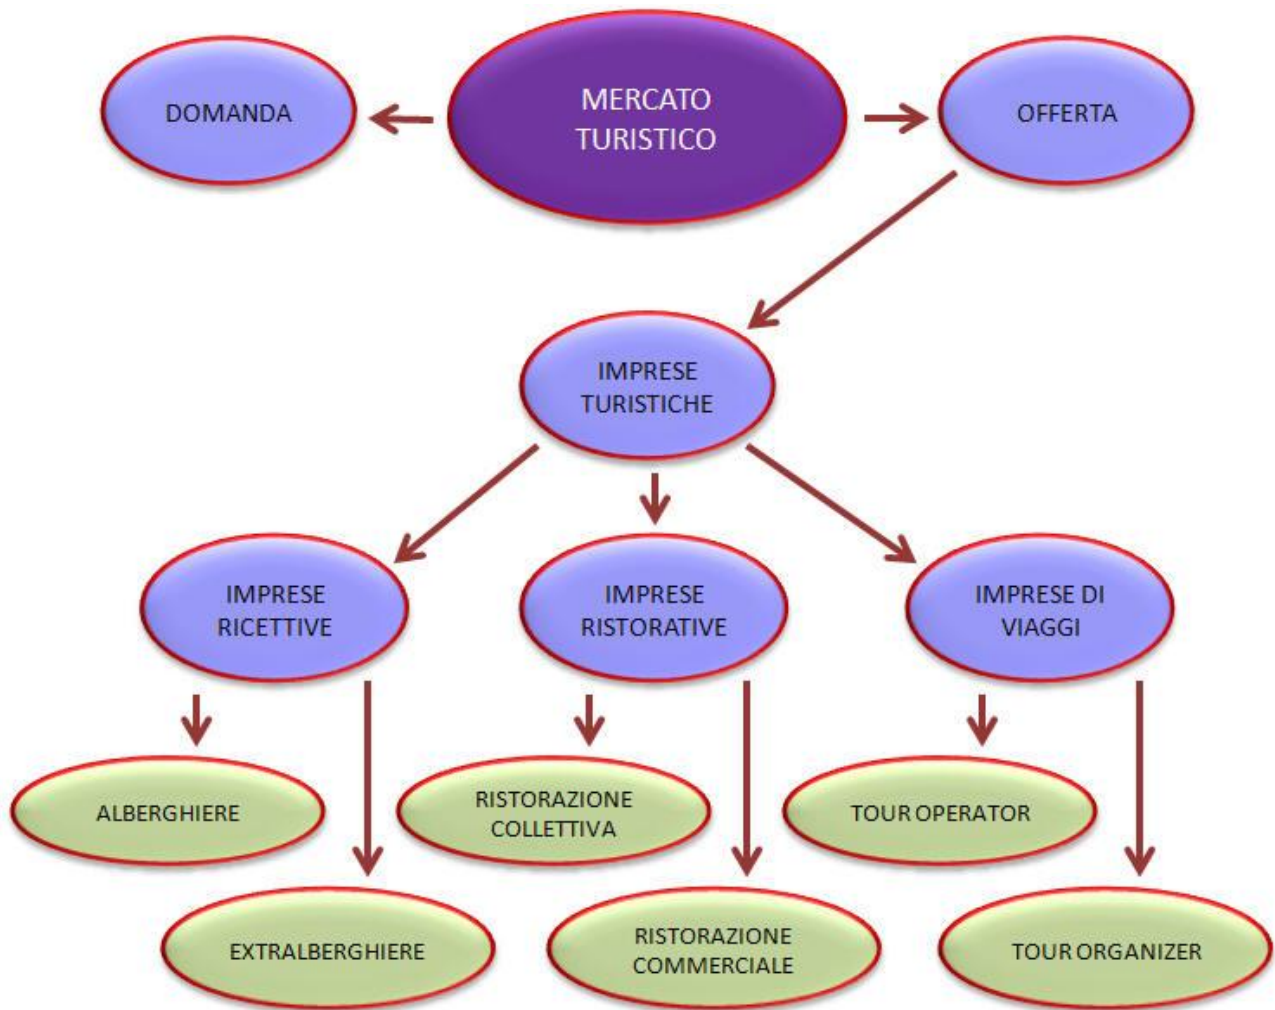 DOMANDA
MERCATO
TURISTICO
OFFERTA
IMPRESE
TURISTICHE
IMPRESE
RICETTIVE
IMPRESE
RISTORATIVE
IMPRESE DI
VIAGGI
ALBERGHIERE
RISTORAZIONE
COLLETTIVA
TOUR OPERATOR
EXTRALBERGHIERE
RISTORAZIONE
COMMERCIALE
TOUR ORGANIZER